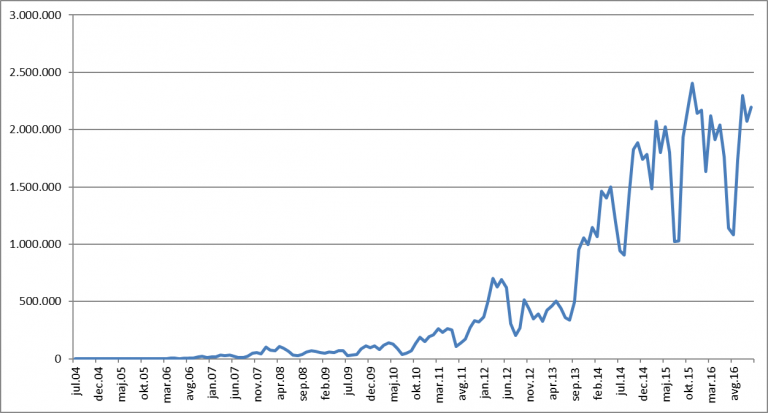 3.000.000
2.500.000
2.000.000
1.500.000
1.000.000
500.000
0
jul.04
dec.04
maj.05
okt.05
mar.06
avg.06
jan.07
jun.07
nov.07
apr.08
sep.08
feb.09
jul.09
dec.09
maj.10
okt.10
mar.11
avg.11
jan.12
jun.12
nov.12
apr.13
sep.13
feb.14
jul.14
dec.14
maj.15
okt.15
mar.16
avg.16